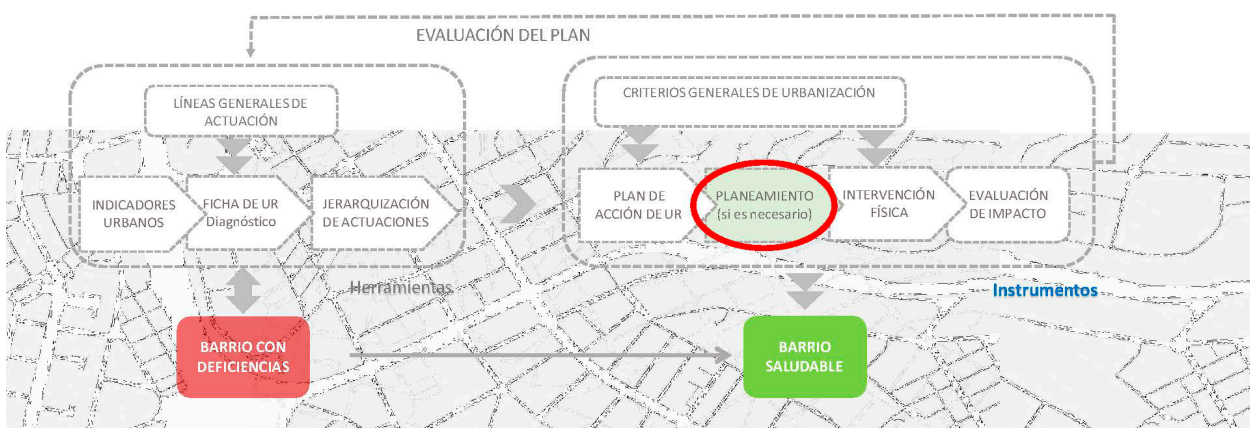 EVALUACIÓN DEL PLAN
LÍNEAS GENERALES DE
ACTUACIÓN
INDICADORES
URBANOS
FICHA DE UR
Diagnóstico
JERARQUIZACIÓN
DE ACTUACIONES
Herramientas
BARRIO CON
DEFICIENCIAS
CRITERIOS GENERALES DE URBANIZACIÓN
PLAN DE
ACCIÓN DE UR
PLANEAMIENTO
(si es necesario)
INTERVENCIÓN
FÍSICA
EVALUACIÓN
DE IMPACTO
Instrumentos
BARRIO
SALUDABLE